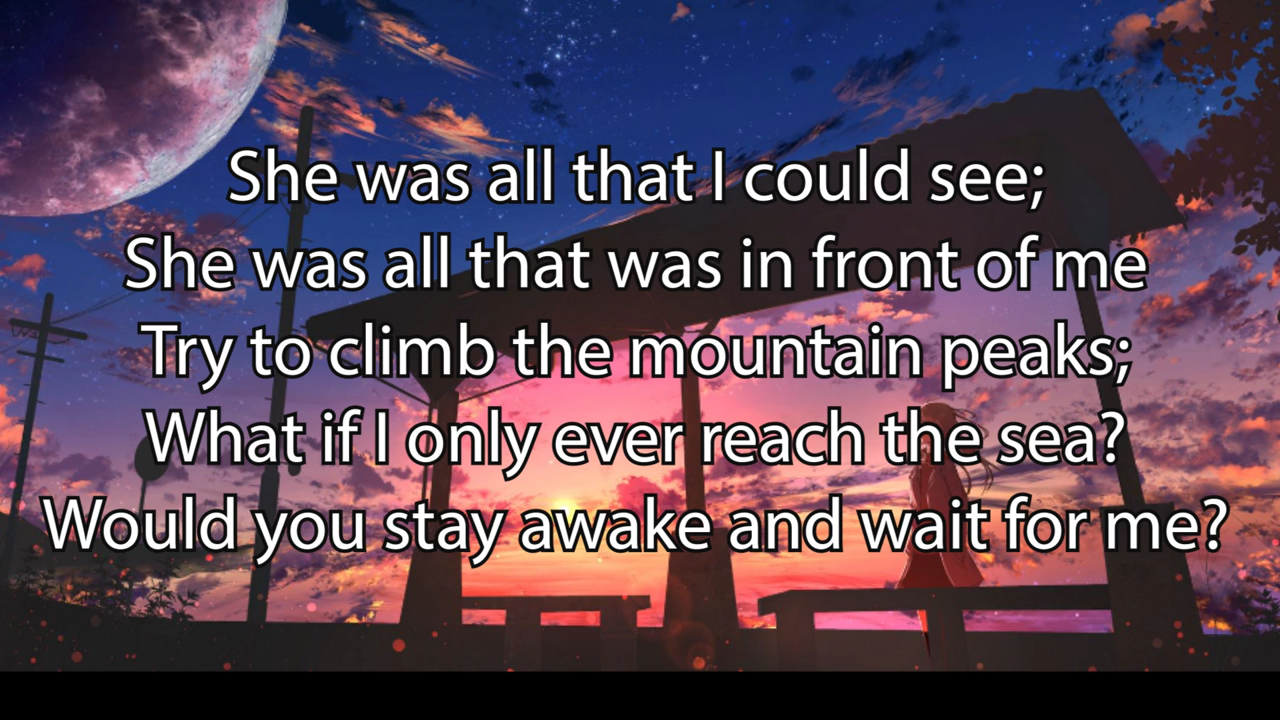 She was all that I could see;
She was all that was in front of me
Try to climb the mountain peaks;
What if I only ever reach the sea?
Would you stay awake and wait for me?